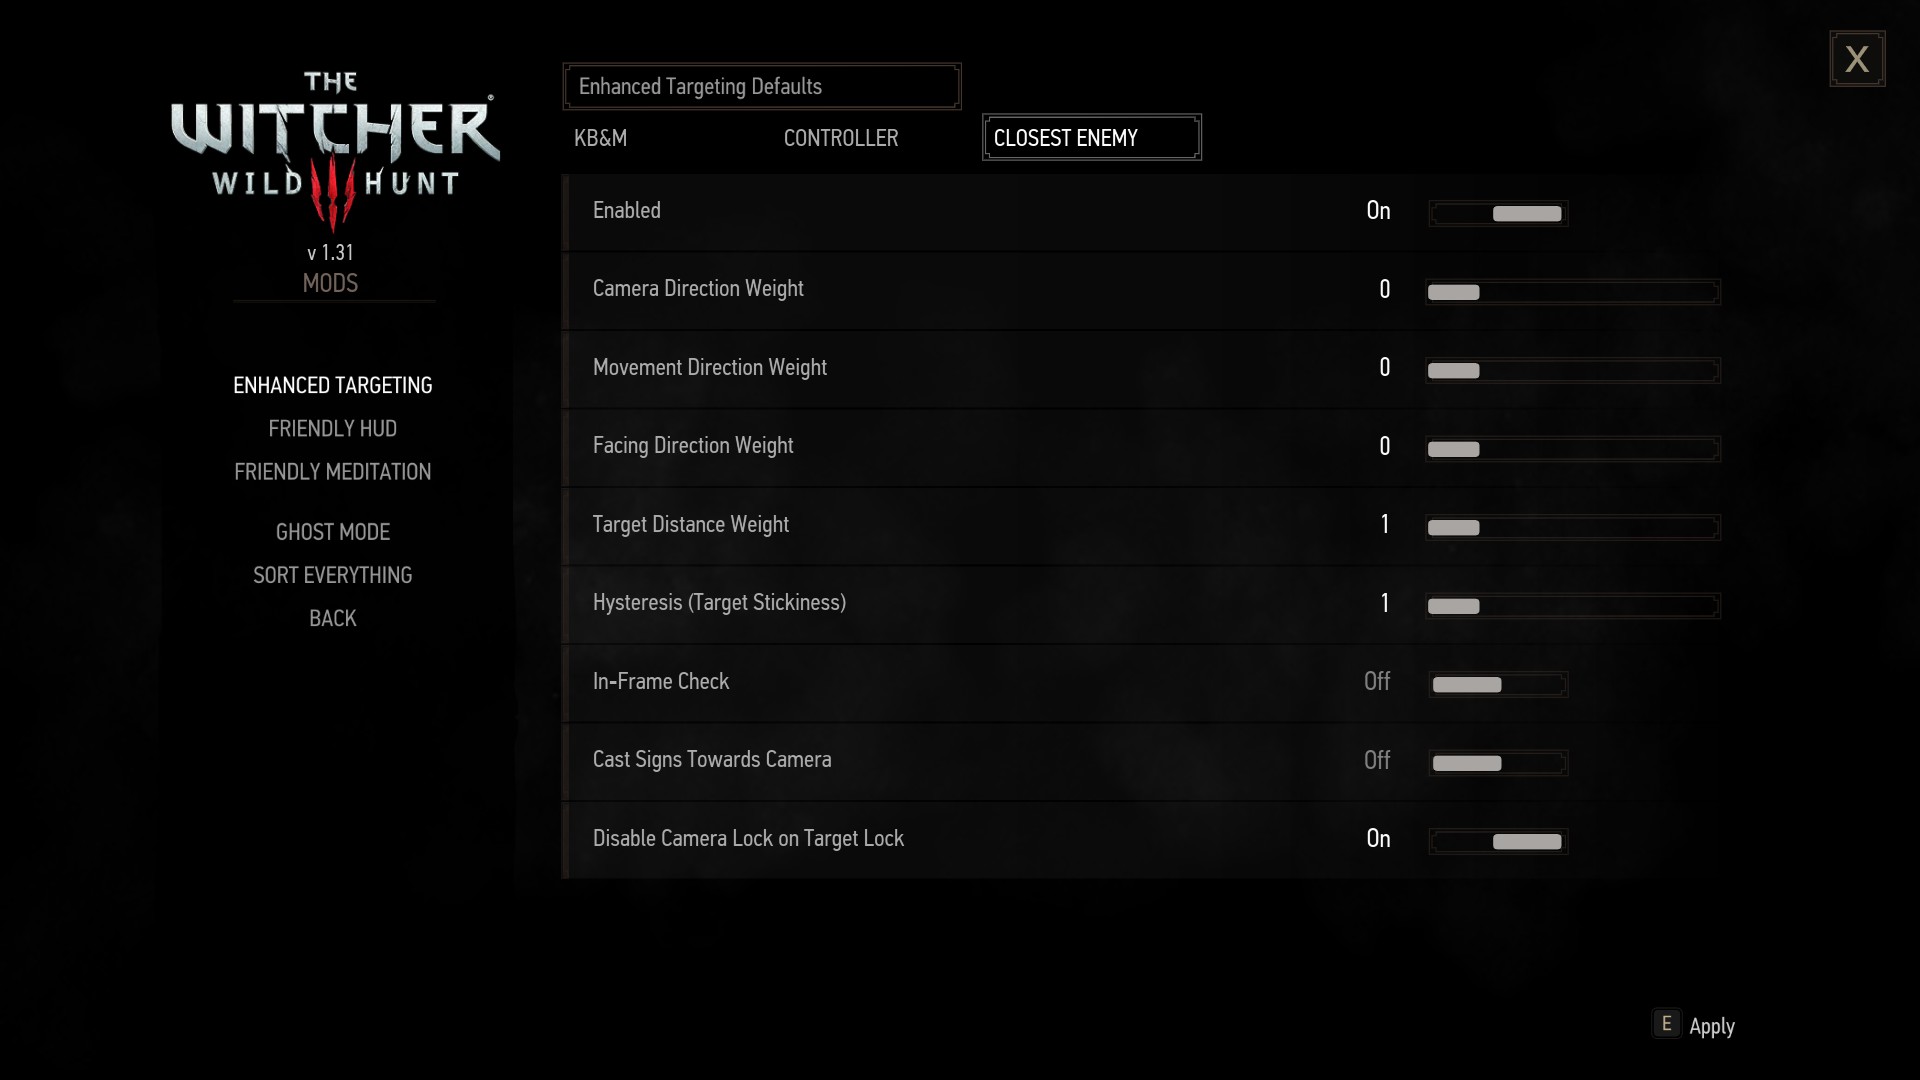 THE
WITCHER®
WILD HUNT
v 1.31
MODS
ENHANCED TARGETING
FRIENDLY HUD
FRIENDLY MEDITATION
GHOST MODE
SORT EVERYTHING
BACK
Enhanced Targeting Defaults
KB&M CONTROLLER CLOSEST ENEMY
Enabled On
Camera Direction Weight 0
Movement Direction Weight 0
Facing Direction Weight 0
Target Distance Weight 1
Hysteresis (Target Stickiness) 1
In-Frame Check Off
Cast Signs Towards Camera Off
Disable Camera Lock on Target Lock On
X
E Apply